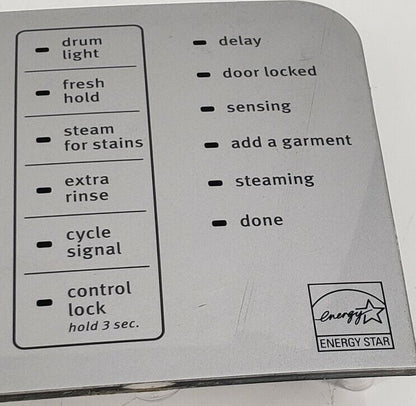 drum
light
fresh
hold
steam
for stains
extra
rinse
cycle
signal
control
lock
hold 3 sec.
delay
door locked
sensing
add a garment
steaming
done
energy
ENERGY STAR